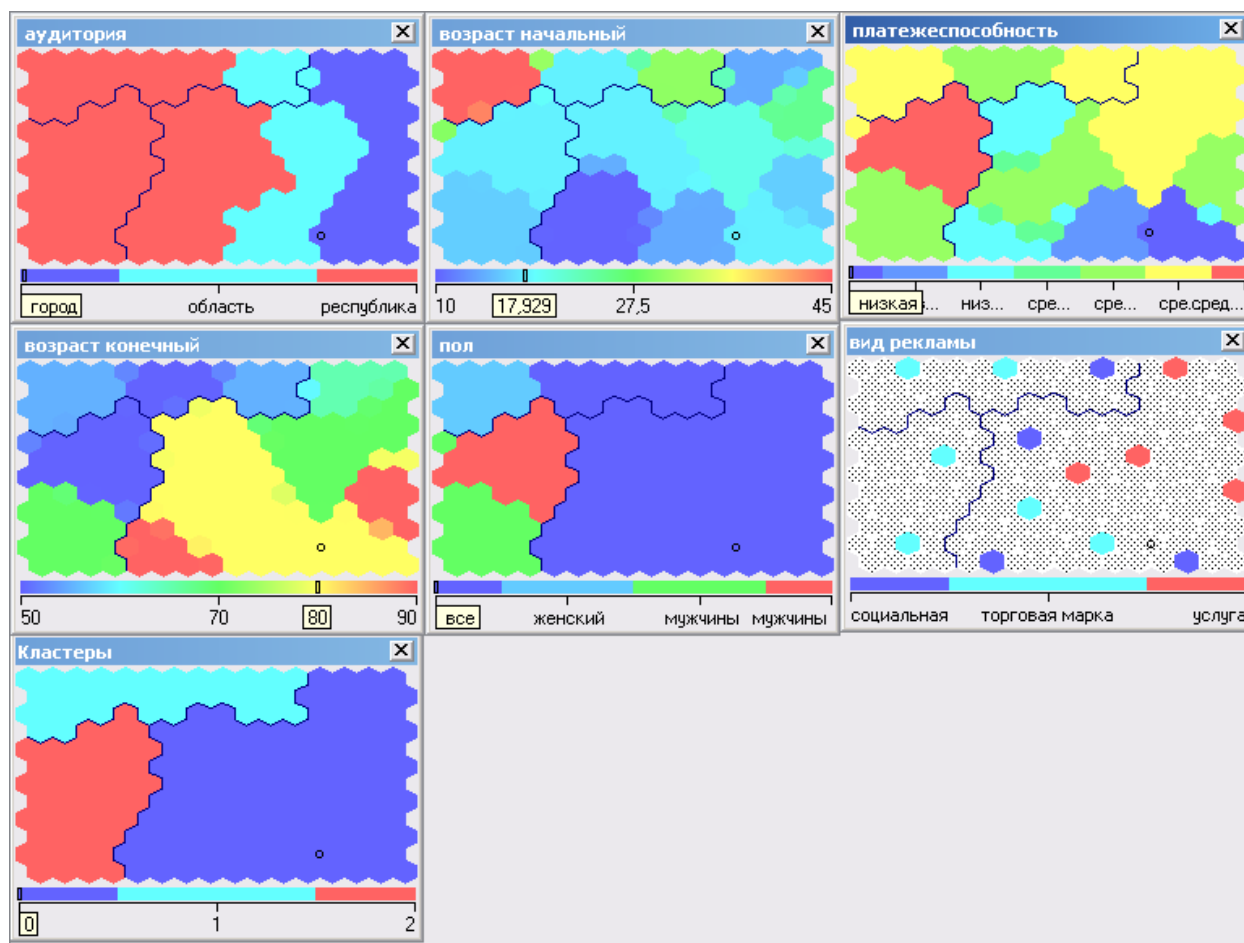 аудитория
город область республика
возраст начальный
10 17,929 27,5 45
платежеспособность
низкая ... низ... сре... сре... сре.сред...
возраст конечный
50 70 80 90
пол
все женский мужчины мужчины
вид рекламы
социальная торговая марка услуга
Кластеры
0 1 2